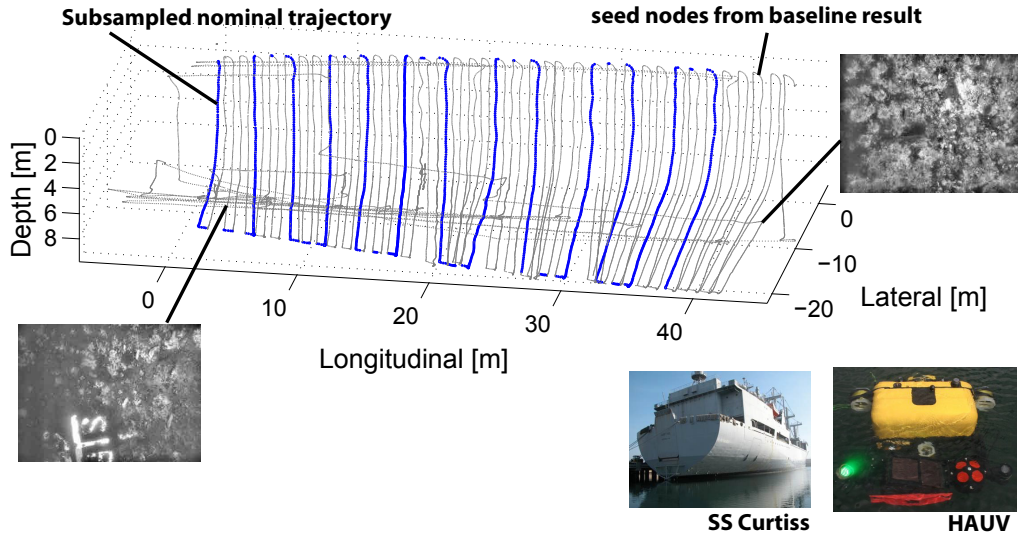 Subsampled nominal trajectory
seed nodes from baseline result
0
2
4
6
8
Depth [m]
0
10
20
30
40
Longitudinal [m]
0
−10
−20
Lateral [m]
SS Curtiss
HAUV